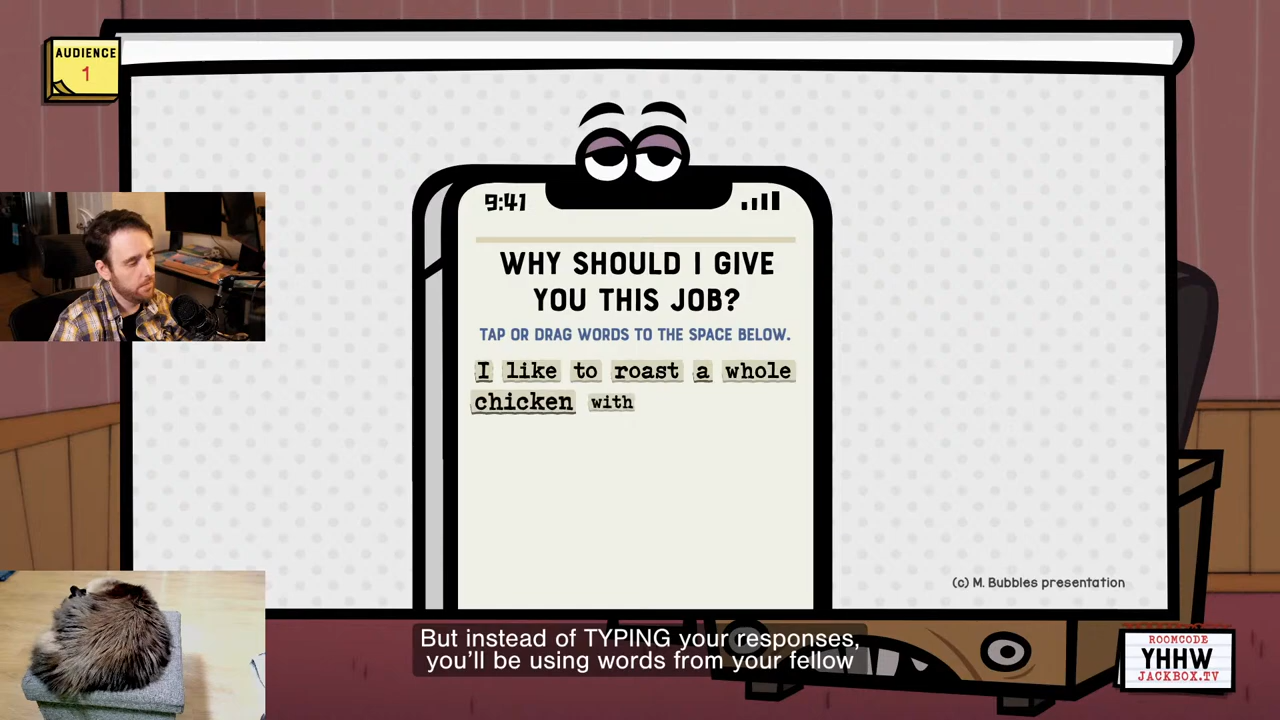 AUDIENCE
1
9:41
WHY SHOULD I GIVE
YOU THIS JOB?
TAP OR DRAG WORDS TO THE SPACE BELOW.
I like to roast a whole
chicken with
(c) M. Bubbles presentation
But instead of TYPING your responses,
you'll be using words from your fellow
ROOMCODE
YHHW
JACKBOX.TV